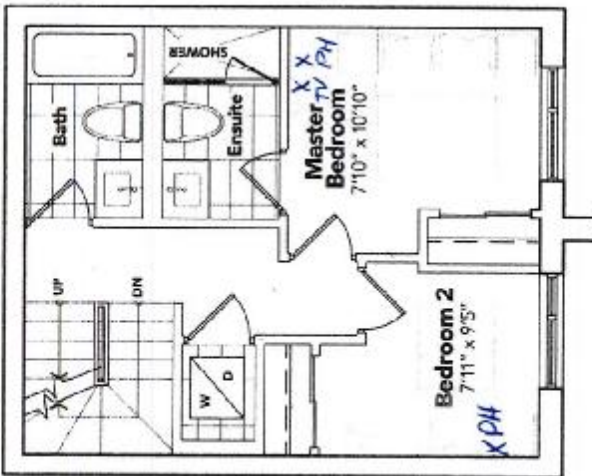 Bath
SHOWER
Ensuite
X X
TV PH
Master
Bedroom
7'10" x 10'10"
UP
DN
W D
Bedroom 2
7'11" x 9'5"
X PH